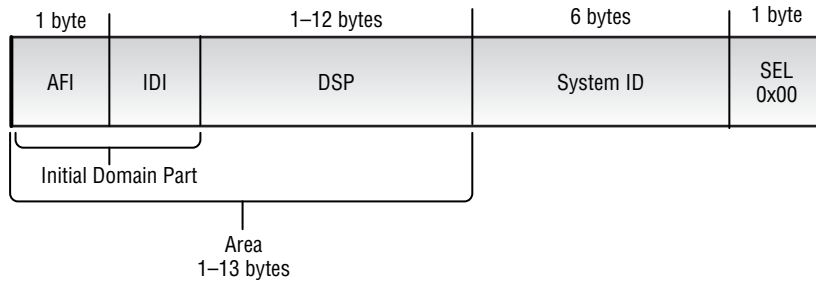 1 byte
1–12 bytes
6 bytes
1 byte
AFI
IDI
DSP
System ID
SEL
0x00
Initial Domain Part
Area
1–13 bytes